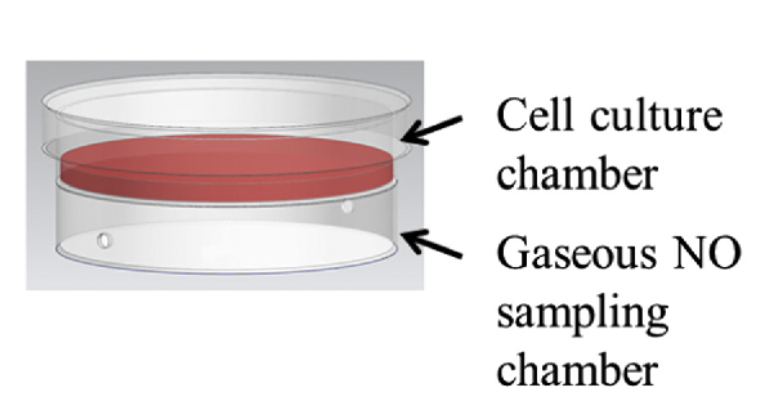 Cell culture
chamber
Gaseous NO
sampling
chamber